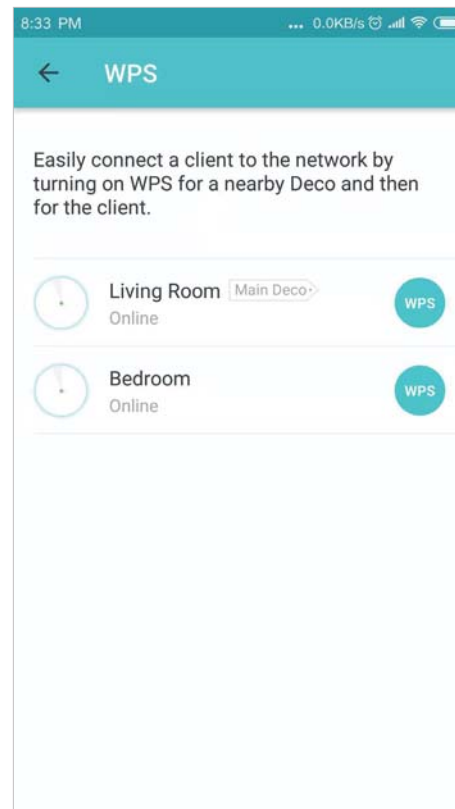 8:33 PM ... 0.0KB/s
WPS
Easily connect a client to the network by
turning on WPS for a nearby Deco and then
for the client.
Living Room Main Deco
Online
WPS
Bedroom
Online
WPS